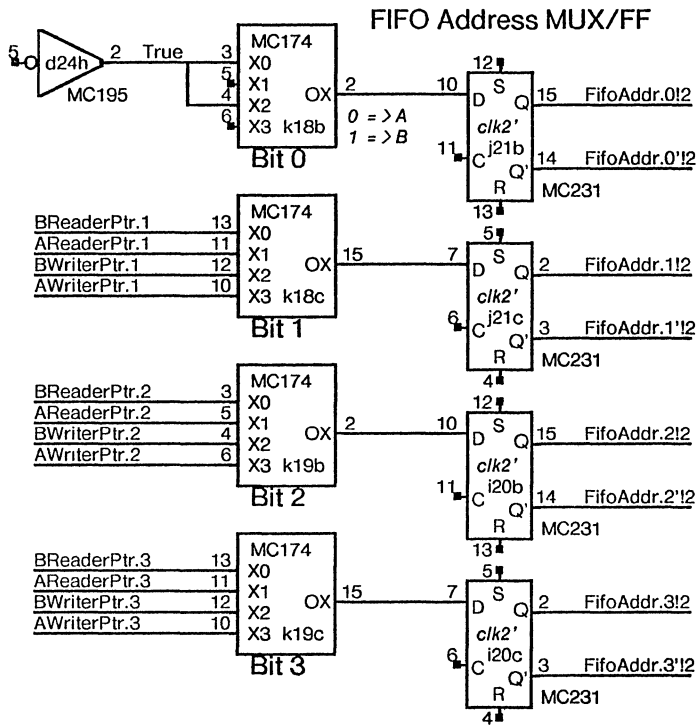 FIFO Address MUX/FF
5 d24h 2 True
MC195
MC174
3 X0
5 X1
4 X2
6 X3 k18b
OX 2
0 = >A
1 = >B
Bit 0
12
10 D S Q 15 FifoAddr.0!2
clk2'
11 C j21b
Q' 14 FifoAddr.0'!2
R
13
MC231
MC174
BReaderPtr.1 13 X0
AReaderPtr.1 11 X1
BWriterPtr.1 12 X2
AWriterPtr.1 10 X3 k18c
OX 15
Bit 1
5
7 D S Q 2 FifoAddr.1!2
clk2'
6 C j21c
Q' 3 FifoAddr.1'!2
R
4
MC231
MC174
BReaderPtr.2 3 X0
AReaderPtr.2 5 X1
BWriterPtr.2 4 X2
AWriterPtr.2 6 X3 k19b
OX 2
Bit 2
12
10 D S Q 15 FifoAddr.2!2
clk2'
11 C i20b
Q' 14 FifoAddr.2'!2
R
13
MC231
MC174
BReaderPtr.3 13 X0
AReaderPtr.3 11 X1
BWriterPtr.3 12 X2
AWriterPtr.3 10 X3 k19c
OX 15
Bit 3
5
7 D S Q 2 FifoAddr.3!2
clk2'
6 C i20c
Q' 3 FifoAddr.3'!2
R
4
MC231